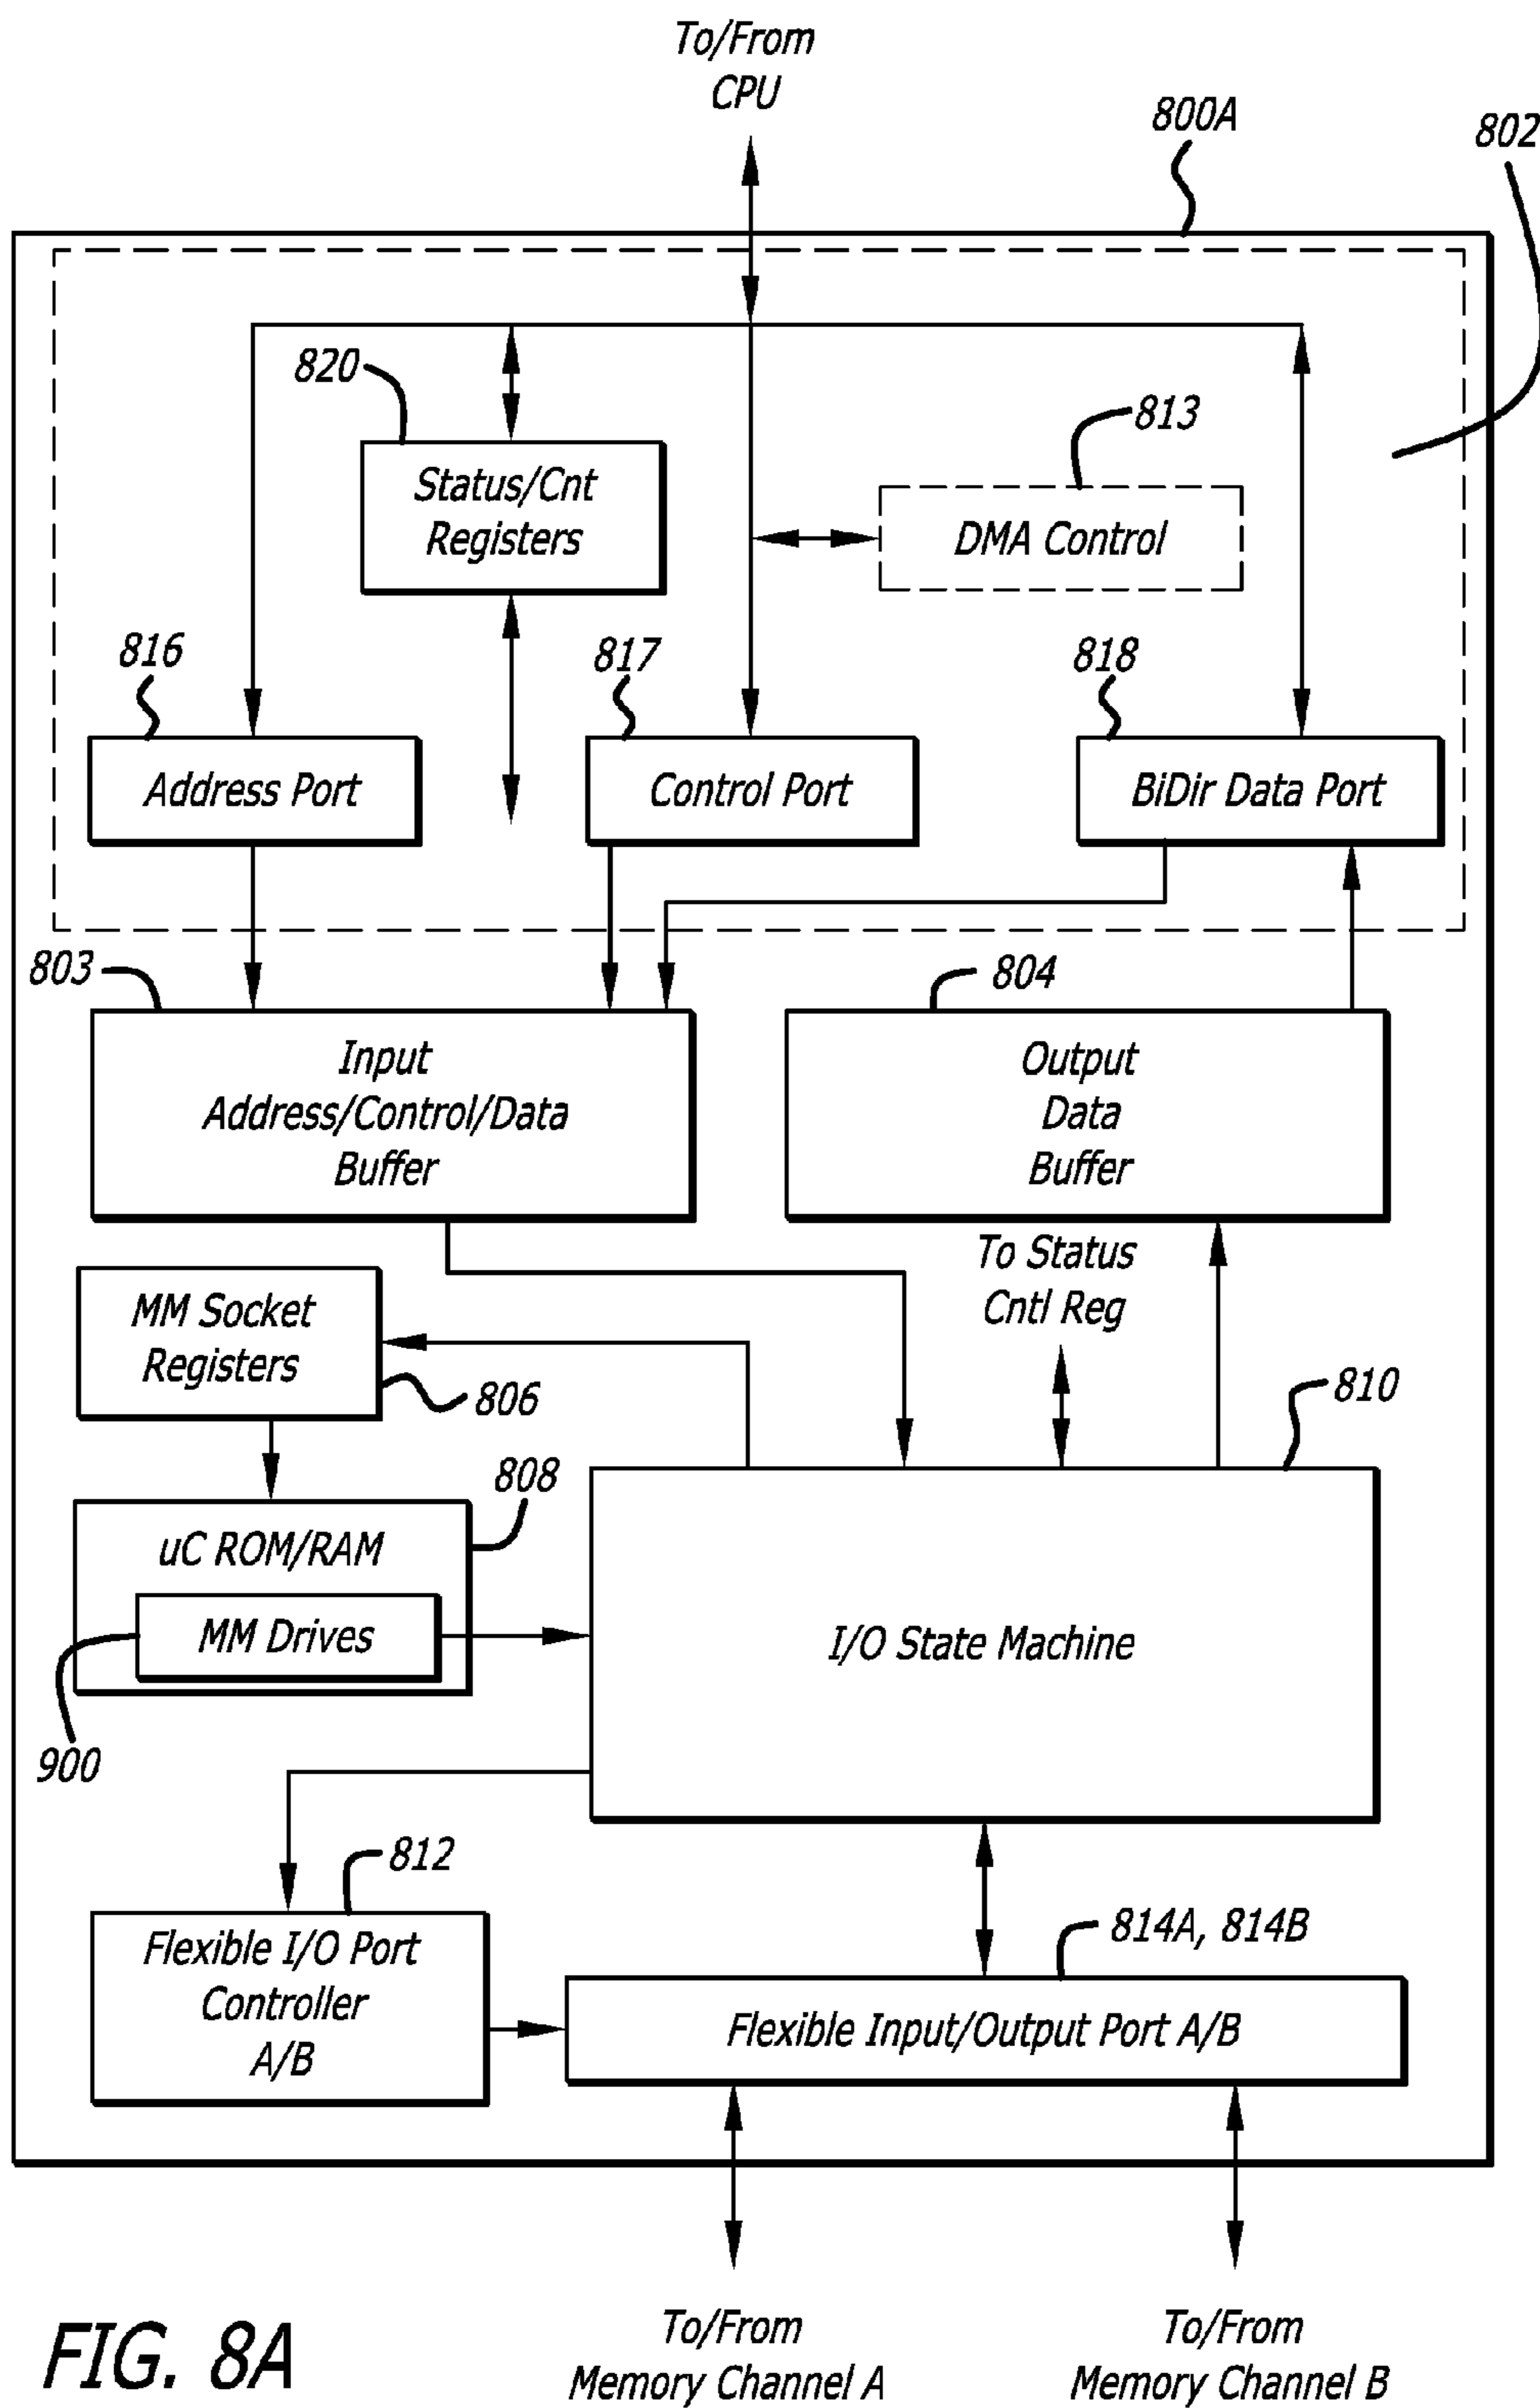 To/From
CPU
800A
802
820
813
Status/Cnt
Registers
DMA Control
816
817
818
Address Port
Control Port
BiDir Data Port
803
804
Input
Address/Control/Data
Buffer
Output
Data
Buffer
To Status
Cntl Reg
MM Socket
Registers
806
810
808
uC ROM/RAM
MM Drives
I/O State Machine
900
812
814A, 814B
Flexible I/O Port
Controller
A/B
Flexible Input/Output Port A/B
FIG. 8A
To/From
Memory Channel A
To/From
Memory Channel B